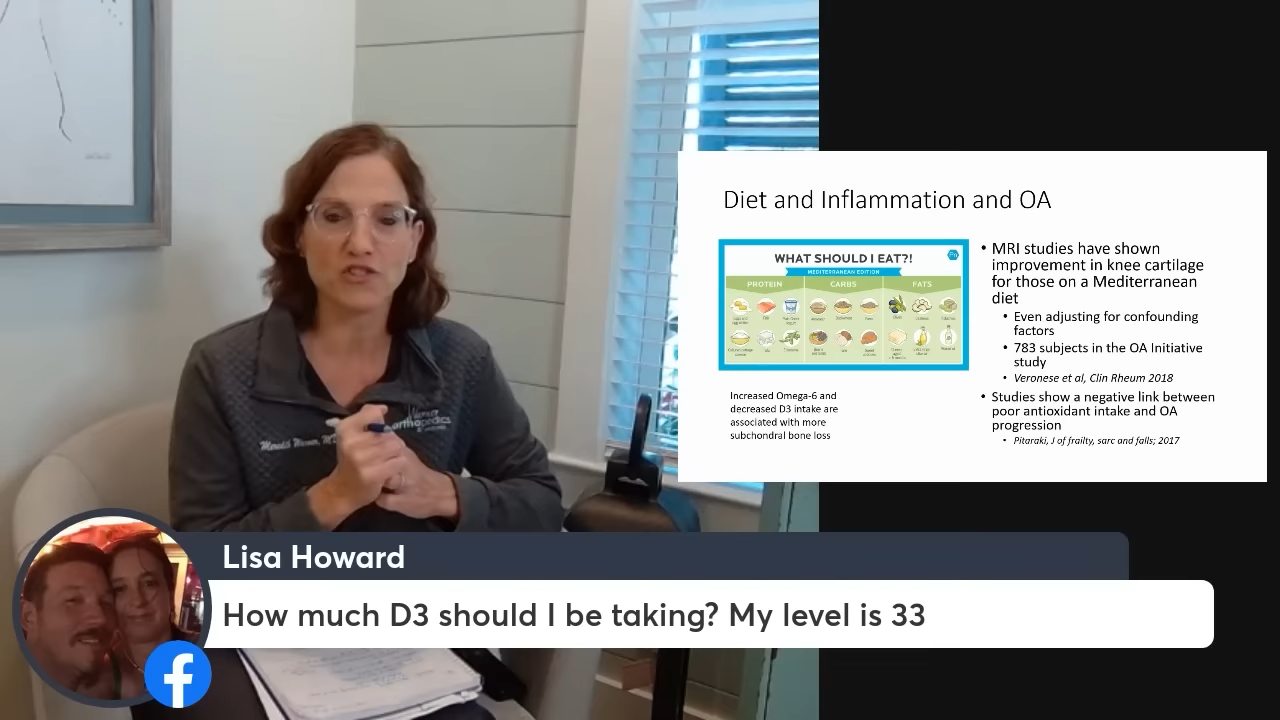 Diet and Inflammation and OA
WHAT SHOULD I EAT?!
MEDITERRANEAN EDITION
PROTEIN
CARBS
FATS
• MRI studies have shown
improvement in knee cartilage
for those on a Mediterranean
diet
• Even adjusting for confounding
factors
• 783 subjects in the OA Initiative
study
• Veronese et al, Clin Rheum 2018
• Studies show a negative link between
poor antioxidant intake and OA
progression
• Pitaraki, J of frailty, sarc and falls; 2017
Increased Omega-6 and
decreased D3 intake are
associated with more
subchondral bone loss
orthopedics
Meredith Warner, M
Lisa Howard
How much D3 should I be taking? My level is 33